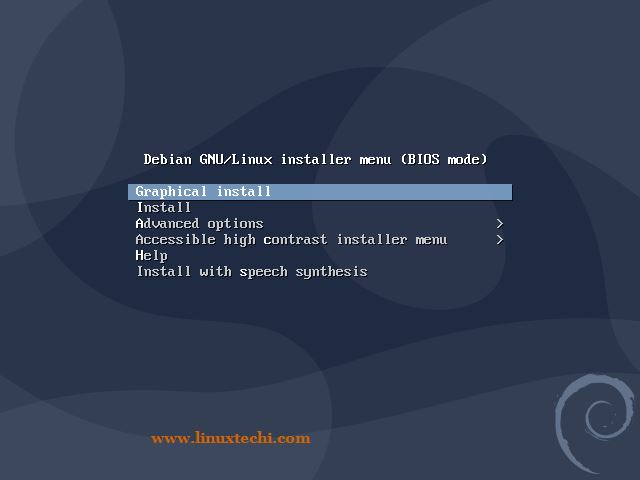 Debian GNU/Linux installer menu (BIOS mode)
Graphical install
Install
Advanced options >
Accessible high contrast installer menu >
Help
Install with speech synthesis
www.linuxtechi.com